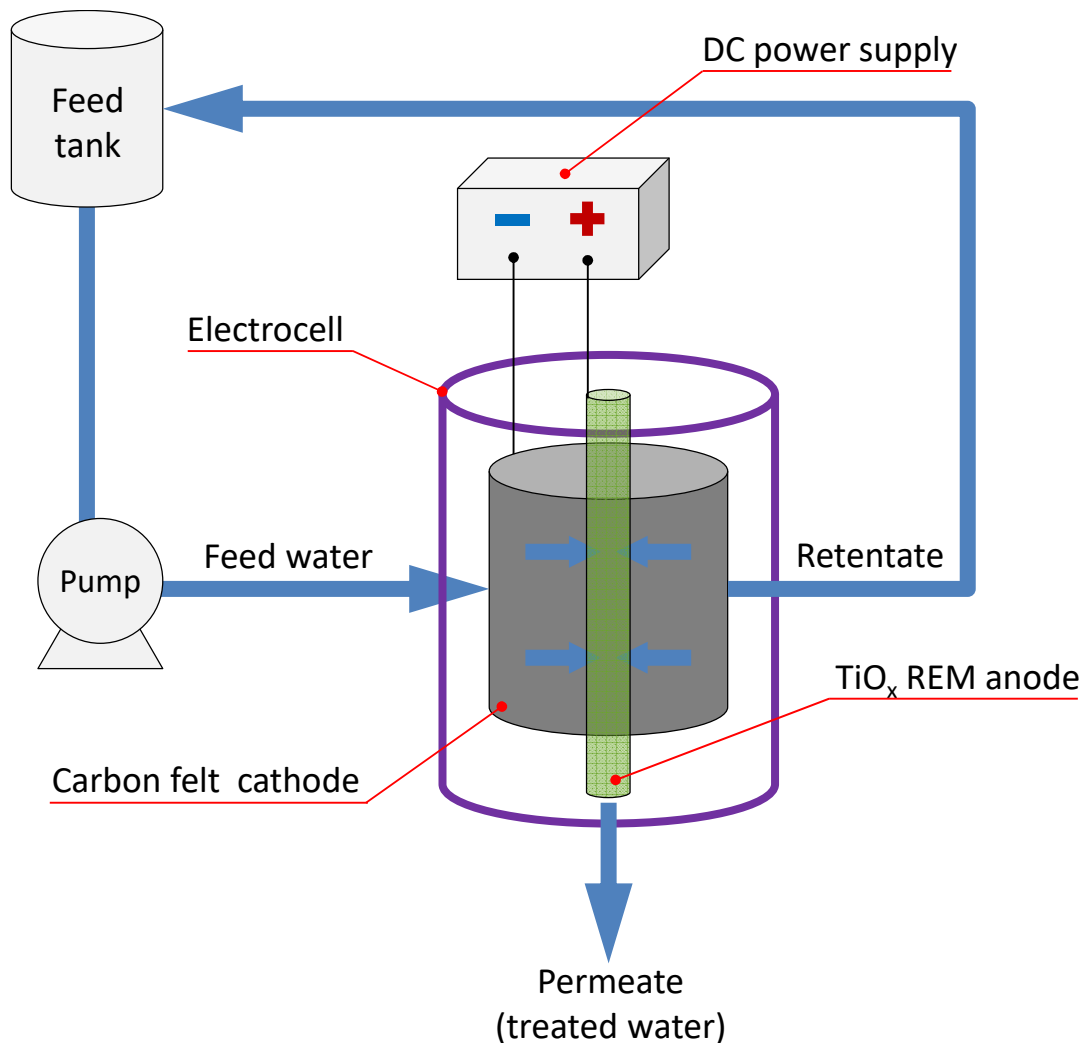 DC power supply
Feed
tank
Electrocell
Feed water
Retentate
Pump
TiOₓ REM anode
Carbon felt cathode
Permeate
(treated water)